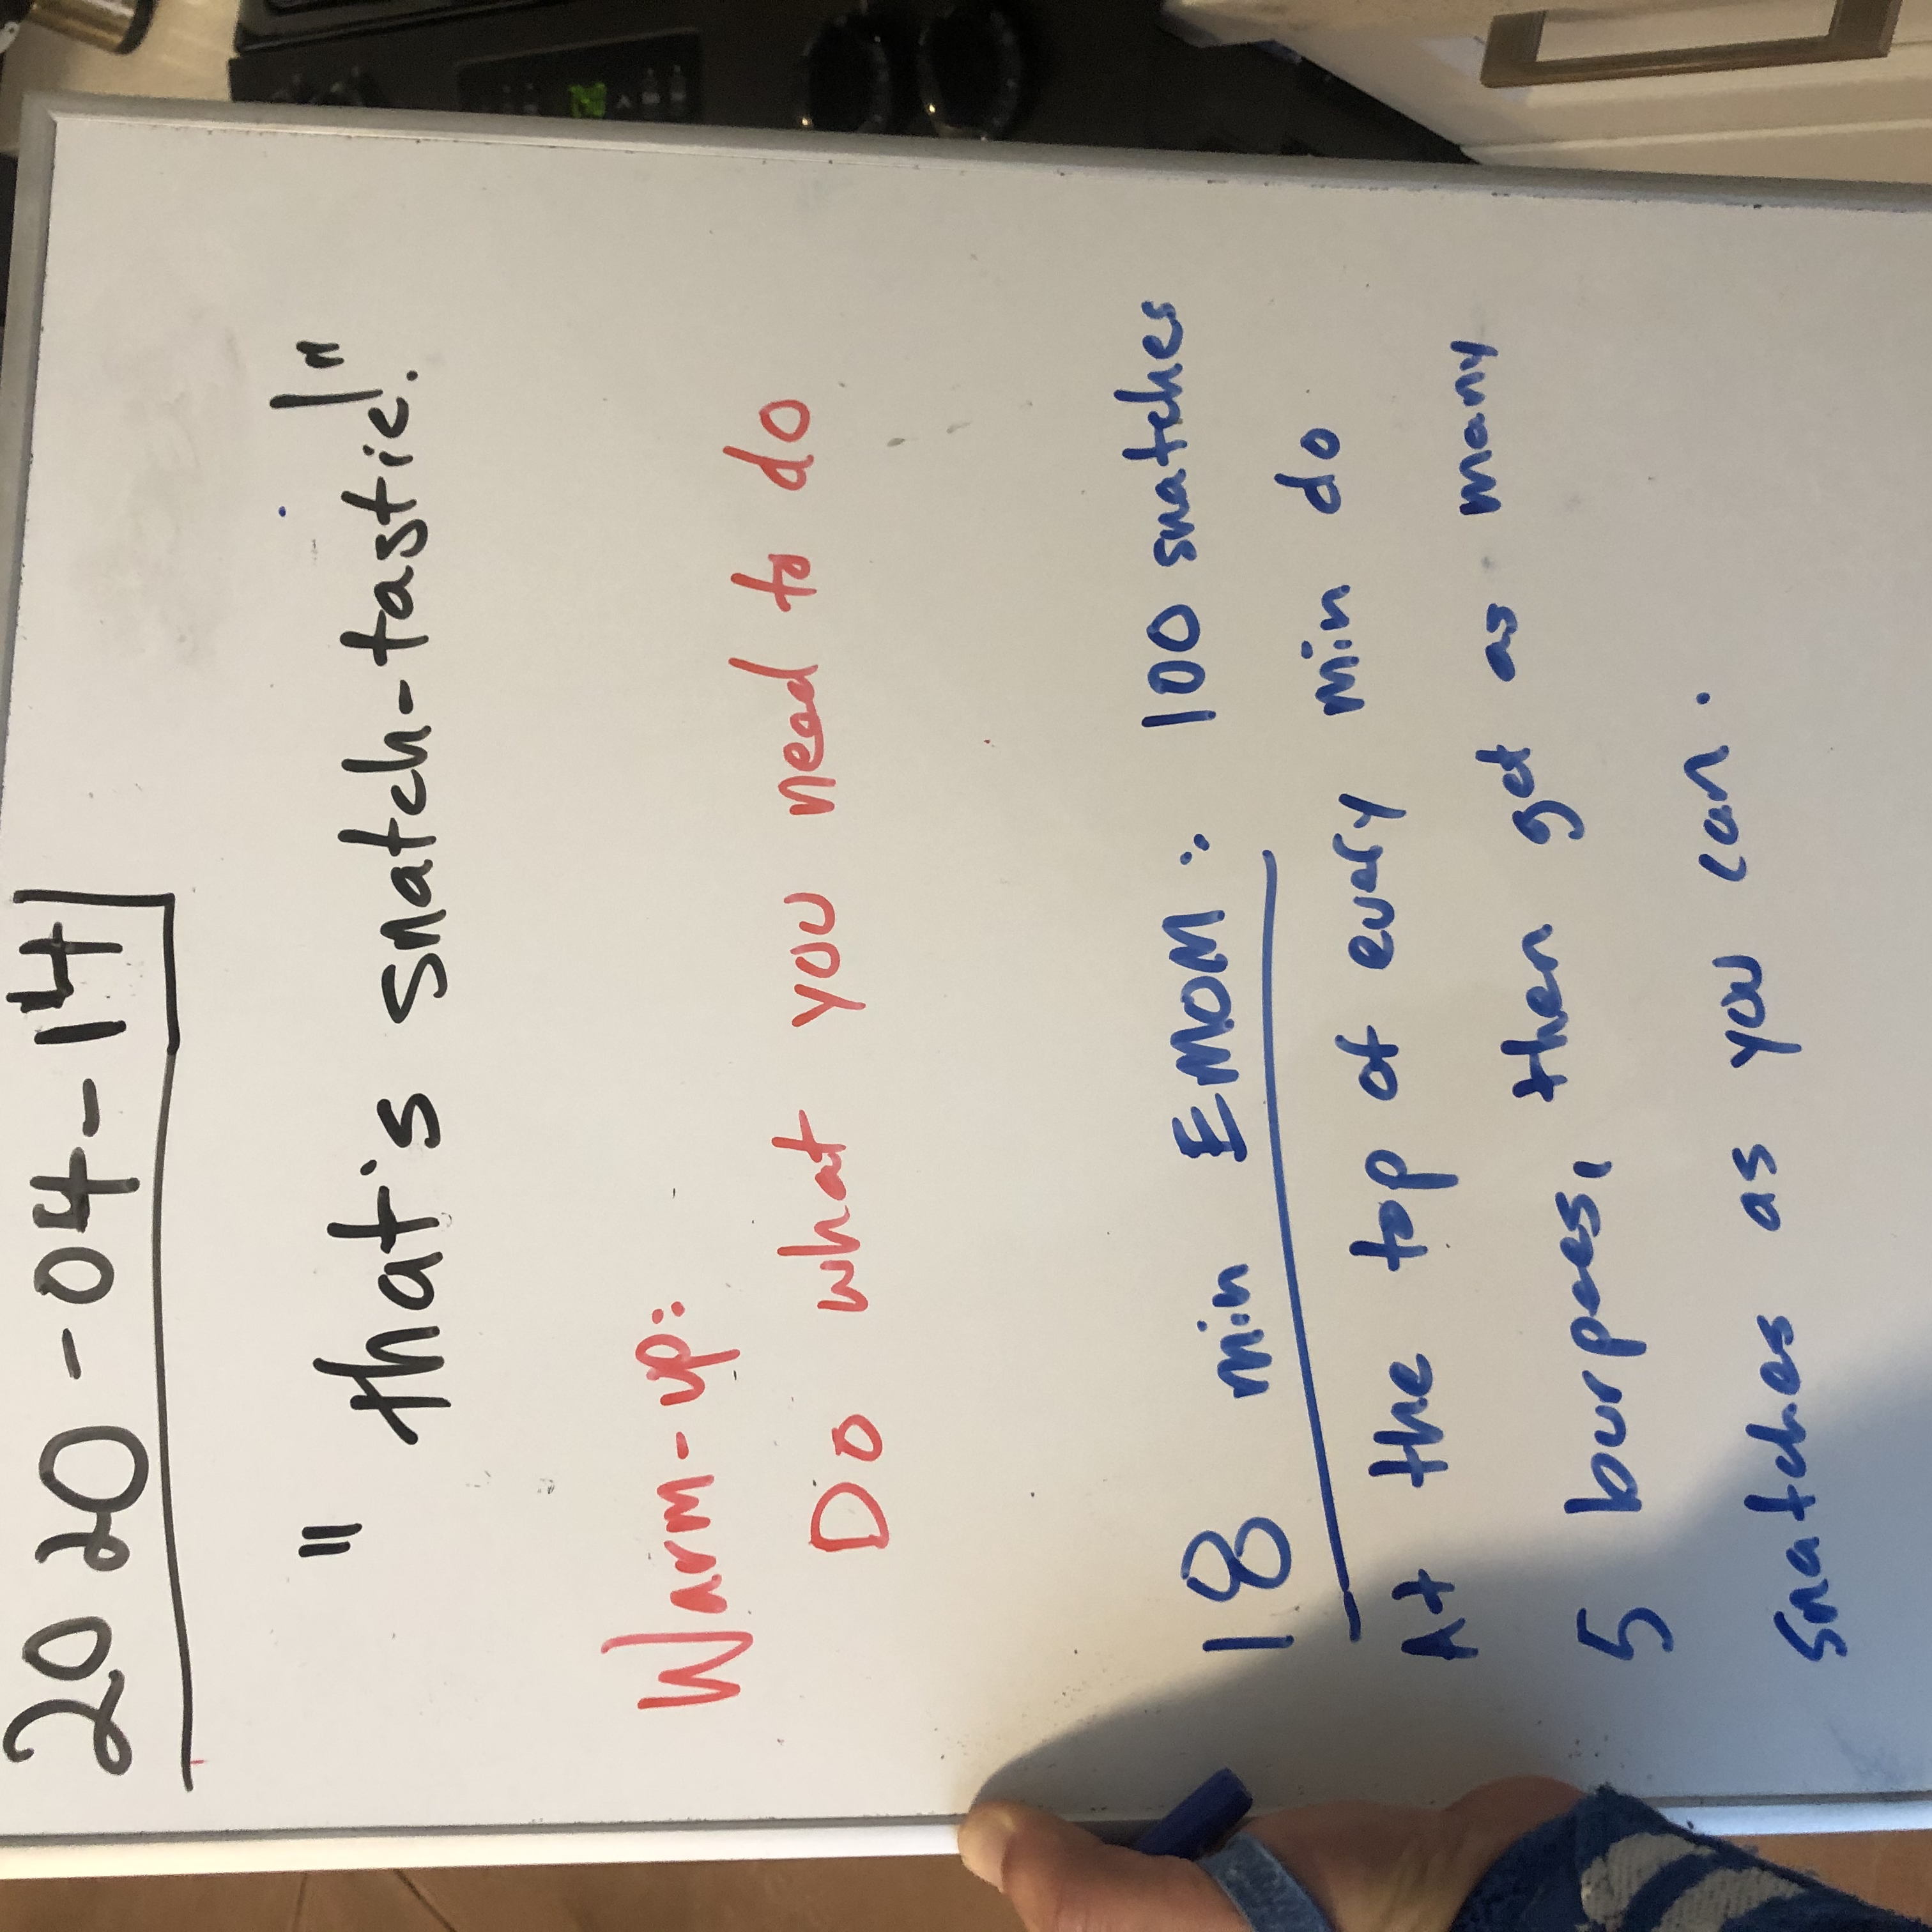 2020-04-14
"that's snatch-tastic!"
Warm-up:
Do what you need to do
18 min EMOM: 100 snatches
At the top of every min do
5 burpees, then get as many
snatches as you can.